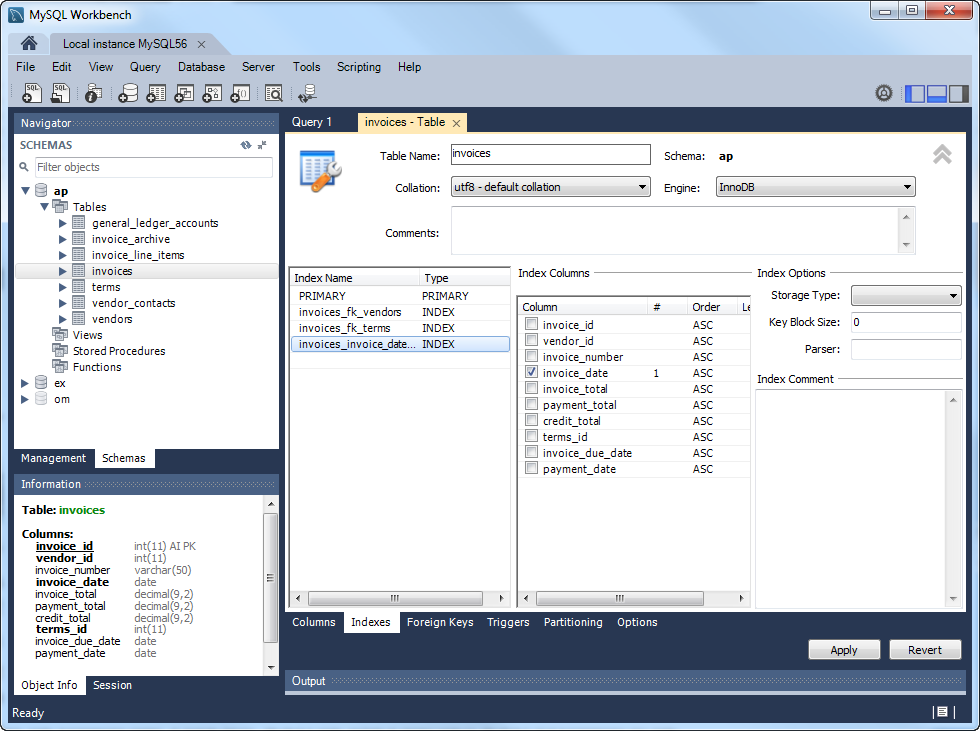 MySQL Workbench
Local instance MySQL56
File Edit View Query Database Server Tools Scripting Help
Navigator
SCHEMAS
Filter objects
ap
Tables
general_ledger_accounts
invoice_archive
invoice_line_items
invoices
terms
vendor_contacts
vendors
Views
Stored Procedures
Functions
ex
om
Management Schemas
Information
Table: invoices
Columns:
invoice_id int(11) AI PK
vendor_id int(11)
invoice_number varchar(50)
invoice_date date
invoice_total decimal(9,2)
payment_total decimal(9,2)
credit_total decimal(9,2)
terms_id int(11)
invoice_due_date date
payment_date date
Object Info Session
Query 1 invoices - Table
Table Name: invoices Schema: ap
Collation: utf8 - default collation Engine: InnoDB
Comments:
Index Name Type
PRIMARY PRIMARY
invoices_fk_vendors INDEX
invoices_fk_terms INDEX
invoices_invoice_date... INDEX
Index Columns
Column # Order Le
invoice_id ASC
vendor_id ASC
invoice_number ASC
invoice_date 1 ASC
invoice_total ASC
payment_total ASC
credit_total ASC
terms_id ASC
invoice_due_date ASC
payment_date ASC
Index Options
Storage Type:
Key Block Size: 0
Parser:
Index Comment
Columns Indexes Foreign Keys Triggers Partitioning Options
Apply Revert
Output
Ready